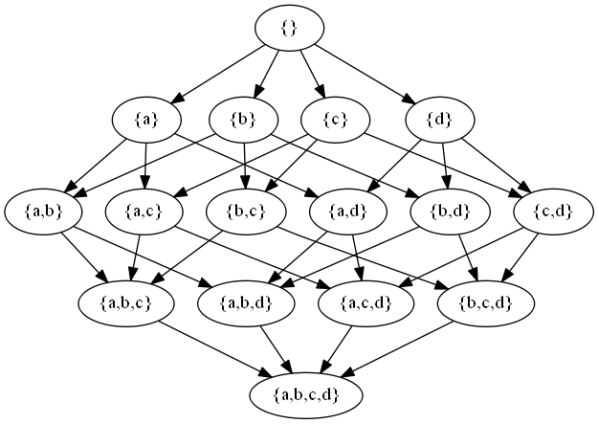 {}
{a} {b} {c} {d}
{a,b} {a,c} {b,c} {a,d} {b,d} {c,d}
{a,b,c} {a,b,d} {a,c,d} {b,c,d}
{a,b,c,d}